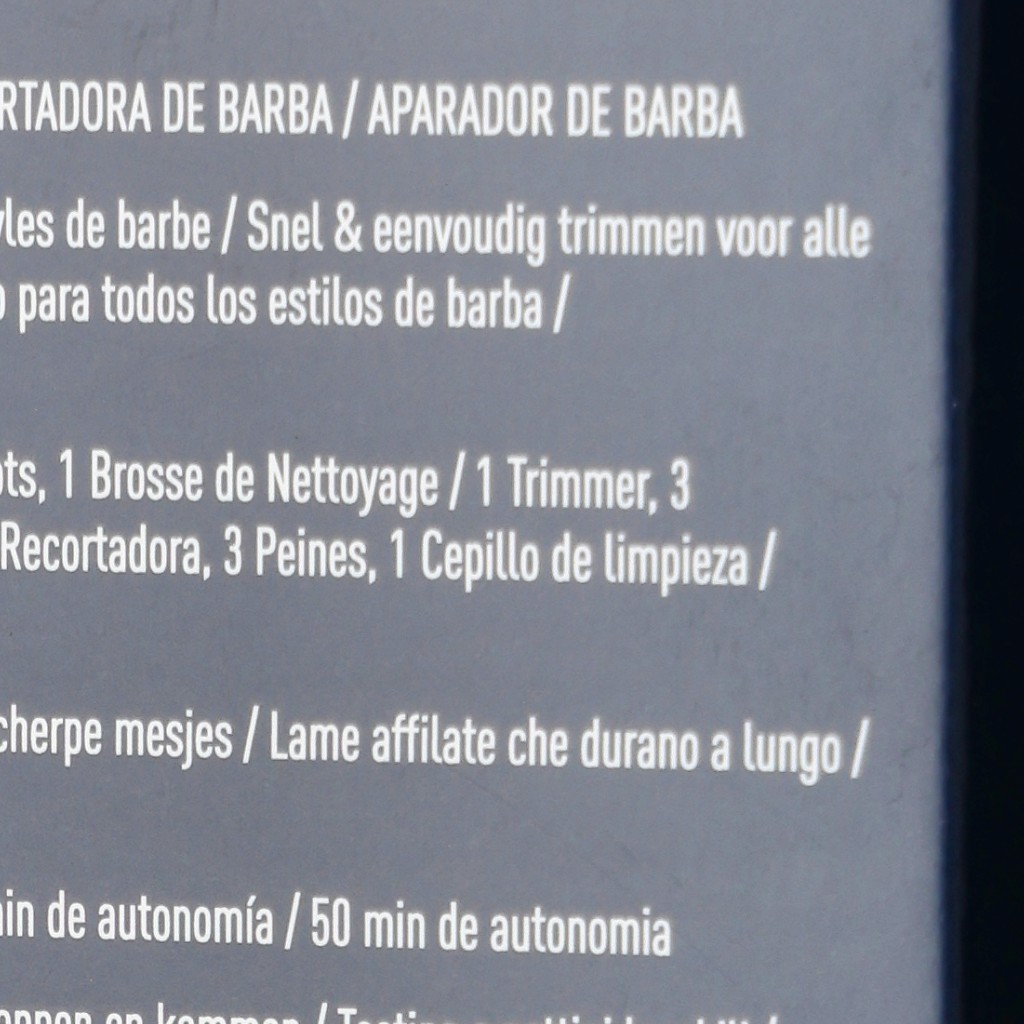 RTADORA DE BARBA / APARADOR DE BARBA
yles de barbe / Snel & eenvoudig trimmen voor alle
o para todos los estilos de barba /
ts, 1 Brosse de Nettoyage / 1 Trimmer, 3
Recortadora, 3 Peines, 1 Cepillo de limpieza /
cherpe mesjes / Lame affilate che durano a lungo /
in de autonomía / 50 min de autonomia